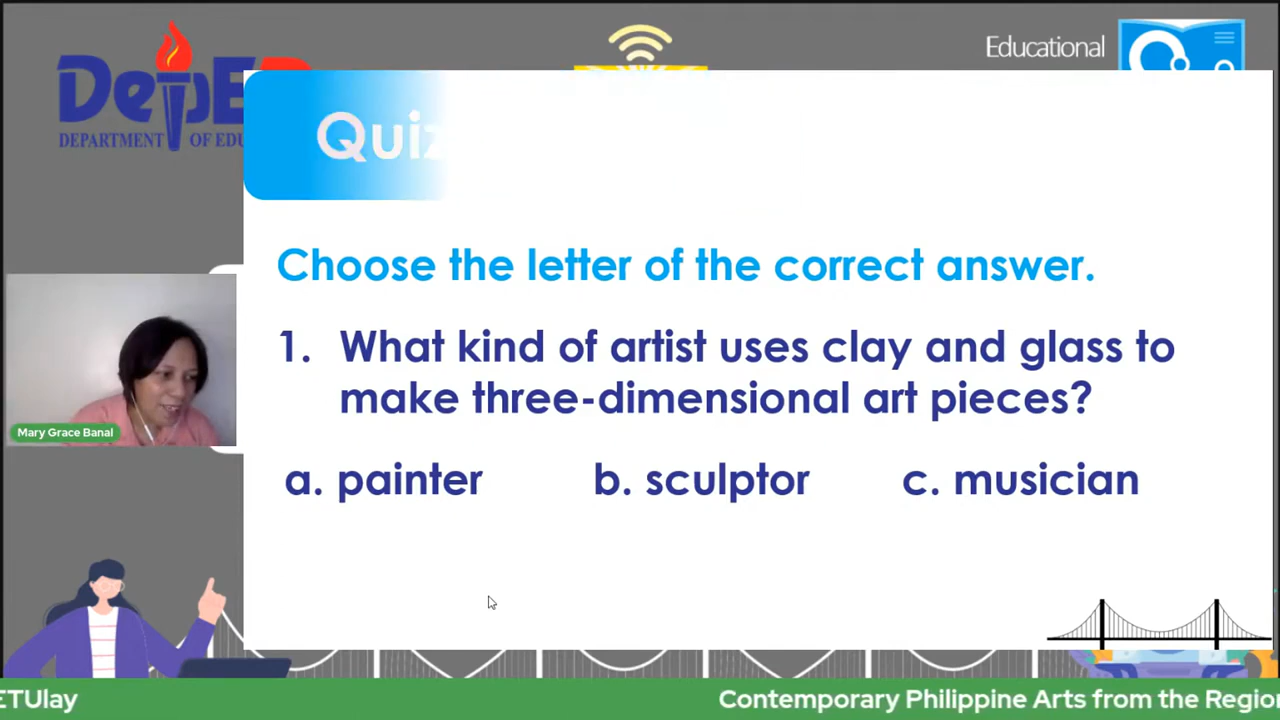 DepED
DEPARTMENT OF EDU
Educational
Quiz
Choose the letter of the correct answer.
1. What kind of artist uses clay and glass to
make three-dimensional art pieces?
a. painter b. sculptor c. musician
Mary Grace Banal
ETUlay Contemporary Philippine Arts from the Region